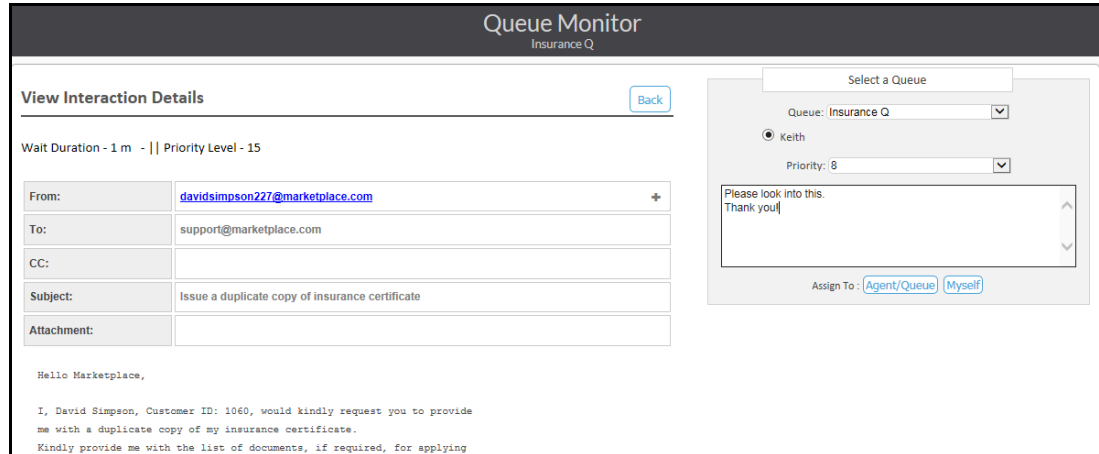 Queue Monitor
Insurance Q
View Interaction Details
Back
Wait Duration - 1 m - || Priority Level - 15
From: davidsimpson227@marketplace.com +
To: support@marketplace.com
CC:
Subject: Issue a duplicate copy of insurance certificate
Attachment:
Hello Marketplace,
I, David Simpson, Customer ID: 1060, would kindly request you to provide
me with a duplicate copy of my insurance certificate.
Kindly provide me with the list of documents, if required, for applying
Select a Queue
Queue: Insurance Q
Keith
Priority: 8
Please look into this.
Thank you!
Assign To : Agent/Queue Myself